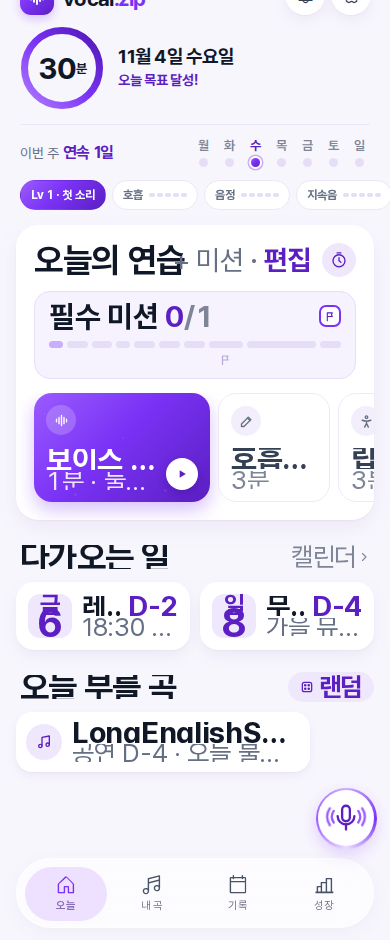 vocal.zip
30분
11월 4일 수요일
오늘 목표 달성!
이번 주 연속 1일
월 화 수 목 금 토 일
Lv 1 · 첫 소리 호흡 음정 지속음
오늘의 연습 + 미션 · 편집
필수 미션 0/1
보이스 ...
1분 · 눌...
호흡...
3분
립
3분
다가오는 일 캘린더 ›
금 6 레.. D-2
18:30 ...
일 8 무.. D-4
가을 뮤...
오늘 부를 곡 랜덤
LongEnglishS...
공연 D-4 · 오늘 물...
오늘 내 곡 기록 성장